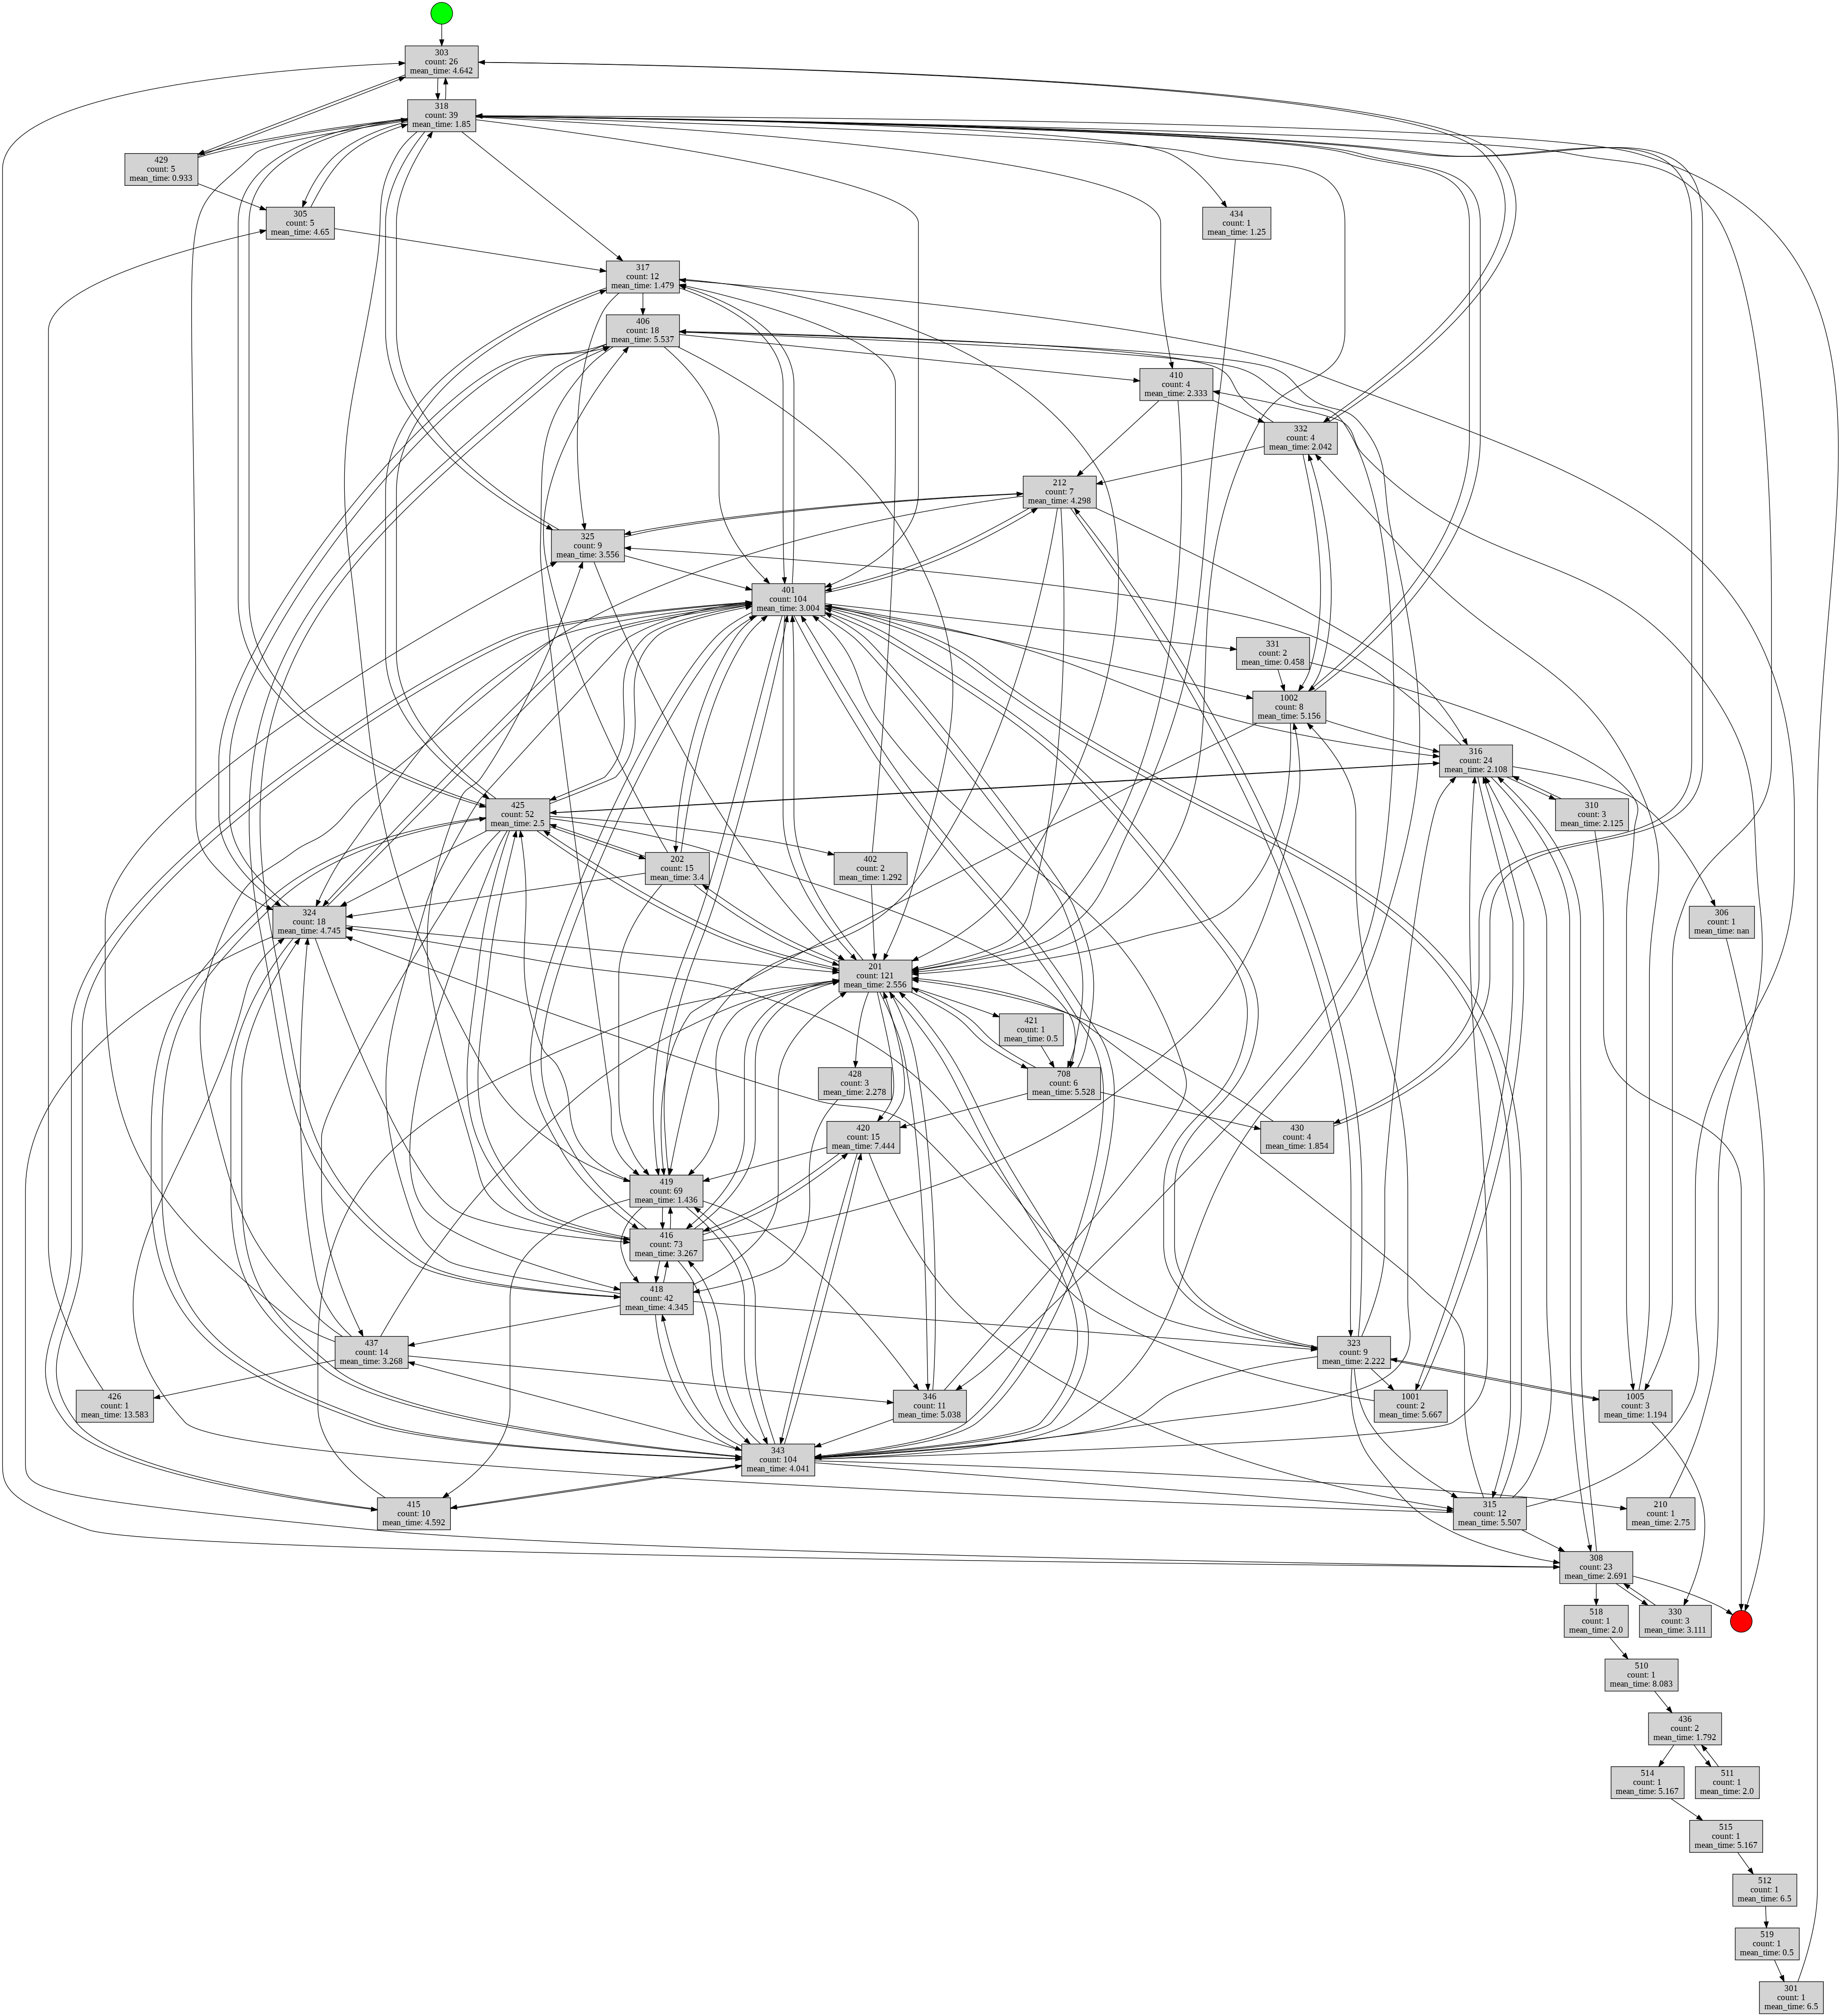 303
count: 26
mean_time: 4.642
318
count: 39
mean_time: 1.85
429
count: 5
mean_time: 0.933
305
count: 5
mean_time: 4.65
434
count: 1
mean_time: 1.25
317
count: 12
mean_time: 1.479
406
count: 18
mean_time: 5.537
410
count: 4
mean_time: 2.333
332
count: 4
mean_time: 2.042
212
count: 7
mean_time: 4.298
325
count: 9
mean_time: 3.556
401
count: 104
mean_time: 3.004
331
count: 2
mean_time: 0.458
1002
count: 8
mean_time: 5.156
316
count: 24
mean_time: 2.108
425
count: 52
mean_time: 2.5
310
count: 3
mean_time: 2.125
202
count: 15
mean_time: 3.4
402
count: 2
mean_time: 1.292
324
count: 18
mean_time: 4.745
306
count: 1
mean_time: nan
201
count: 121
mean_time: 2.556
421
count: 1
mean_time: 0.5
428
count: 3
mean_time: 2.278
708
count: 6
mean_time: 5.528
420
count: 15
mean_time: 7.444
430
count: 4
mean_time: 1.854
419
count: 69
mean_time: 1.436
416
count: 73
mean_time: 3.267
418
count: 42
mean_time: 4.345
437
count: 14
mean_time: 3.268
323
count: 9
mean_time: 2.222
426
count: 1
mean_time: 13.583
346
count: 11
mean_time: 5.038
1001
count: 2
mean_time: 5.667
1005
count: 3
mean_time: 1.194
343
count: 104
mean_time: 4.041
415
count: 10
mean_time: 4.592
315
count: 12
mean_time: 5.507
210
count: 1
mean_time: 2.75
308
count: 23
mean_time: 2.691
518
count: 1
mean_time: 2.0
330
count: 3
mean_time: 3.111
510
count: 1
mean_time: 8.083
436
count: 2
mean_time: 1.792
514
count: 1
mean_time: 5.167
511
count: 1
mean_time: 2.0
515
count: 1
mean_time: 5.167
512
count: 1
mean_time: 6.5
519
count: 1
mean_time: 0.5
301
count: 1
mean_time: 6.5